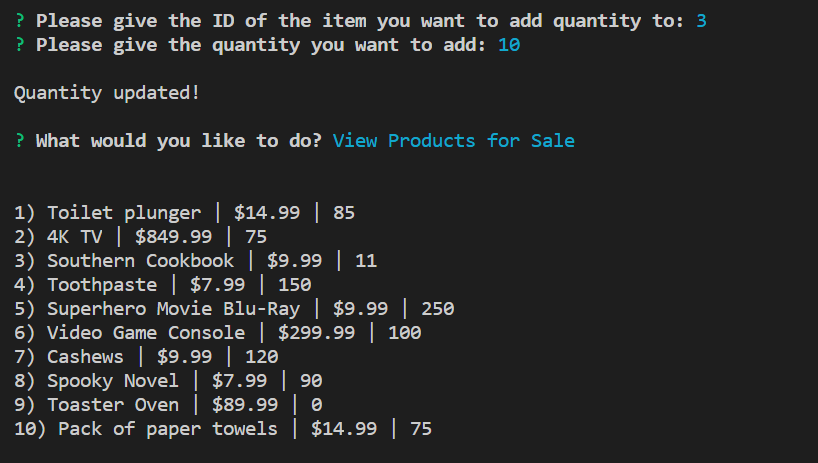 ? Please give the ID of the item you want to add quantity to: 3
? Please give the quantity you want to add: 10
Quantity updated!
? What would you like to do? View Products for Sale
1) Toilet plunger | $14.99 | 85
2) 4K TV | $849.99 | 75
3) Southern Cookbook | $9.99 | 11
4) Toothpaste | $7.99 | 150
5) Superhero Movie Blu-Ray | $9.99 | 250
6) Video Game Console | $299.99 | 100
7) Cashews | $9.99 | 120
8) Spooky Novel | $7.99 | 90
9) Toaster Oven | $89.99 | 0
10) Pack of paper towels | $14.99 | 75